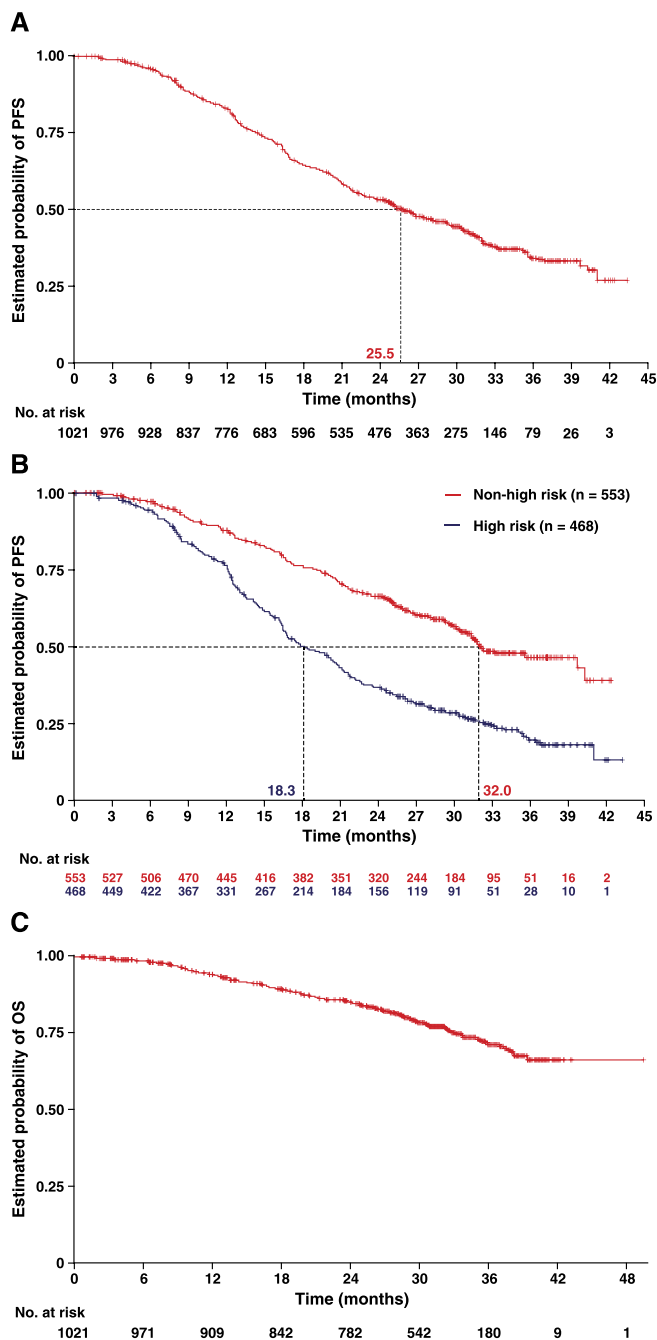 A
Estimated probability of PFS
1.00
0.75
0.50
0.25
0
25.5
0 3 6 9 12 15 18 21 24 27 30 33 36 39 42 45
Time (months)
No. at risk
1021 976 928 837 776 683 596 535 476 363 275 146 79 26 3
B
Estimated probability of PFS
1.00
0.75
0.50
0.25
0
Non-high risk (n = 553)
High risk (n = 468)
18.3 32.0
0 3 6 9 12 15 18 21 24 27 30 33 36 39 42 45
Time (months)
No. at risk
553 527 506 470 445 416 382 351 320 244 184 95 51 16 2
468 449 422 367 331 267 214 184 156 119 91 51 28 10 1
C
Estimated probability of OS
1.00
0.75
0.50
0.25
0
0 6 12 18 24 30 36 42 48
Time (months)
No. at risk
1021 971 909 842 782 542 180 9 1